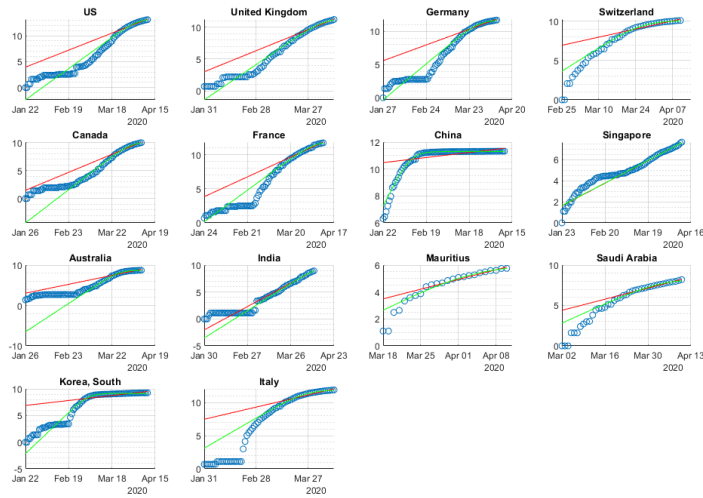 US
10
5
0
Jan 22 Feb 19 Mar 18 Apr 15
2020
United Kingdom
10
5
0
Jan 31 Feb 28 Mar 27
2020
Germany
10
5
0
Jan 27 Feb 24 Mar 23 Apr 20
2020
Switzerland
10
5
0
Feb 25 Mar 10 Mar 24 Apr 07
2020
Canada
10
5
0
Jan 22 Feb 19 Mar 18 Apr 15
2020
France
10
5
0
Jan 24 Feb 21 Mar 20 Apr 17
2020
China
12
10
8
6
Jan 22 Feb 19 Mar 18 Apr 15
2020
Singapore
6
4
2
0
Jan 23 Feb 20 Mar 19 Apr 16
2020
Australia
10
0
-10
Jan 26 Feb 23 Mar 22 Apr 19
2020
India
10
5
0
-5
Jan 30 Feb 27 Mar 26 Apr 23
2020
Mauritius
6
4
2
0
Mar 18 Mar 25 Apr 01 Apr 08
2020
Saudi Arabia
10
5
0
Mar 02 Mar 16 Mar 30 Apr 13
2020
Korea, South
10
5
0
-5
Jan 22 Feb 19 Mar 18 Apr 15
2020
Italy
10
5
0
Jan 31 Feb 28 Mar 27
2020